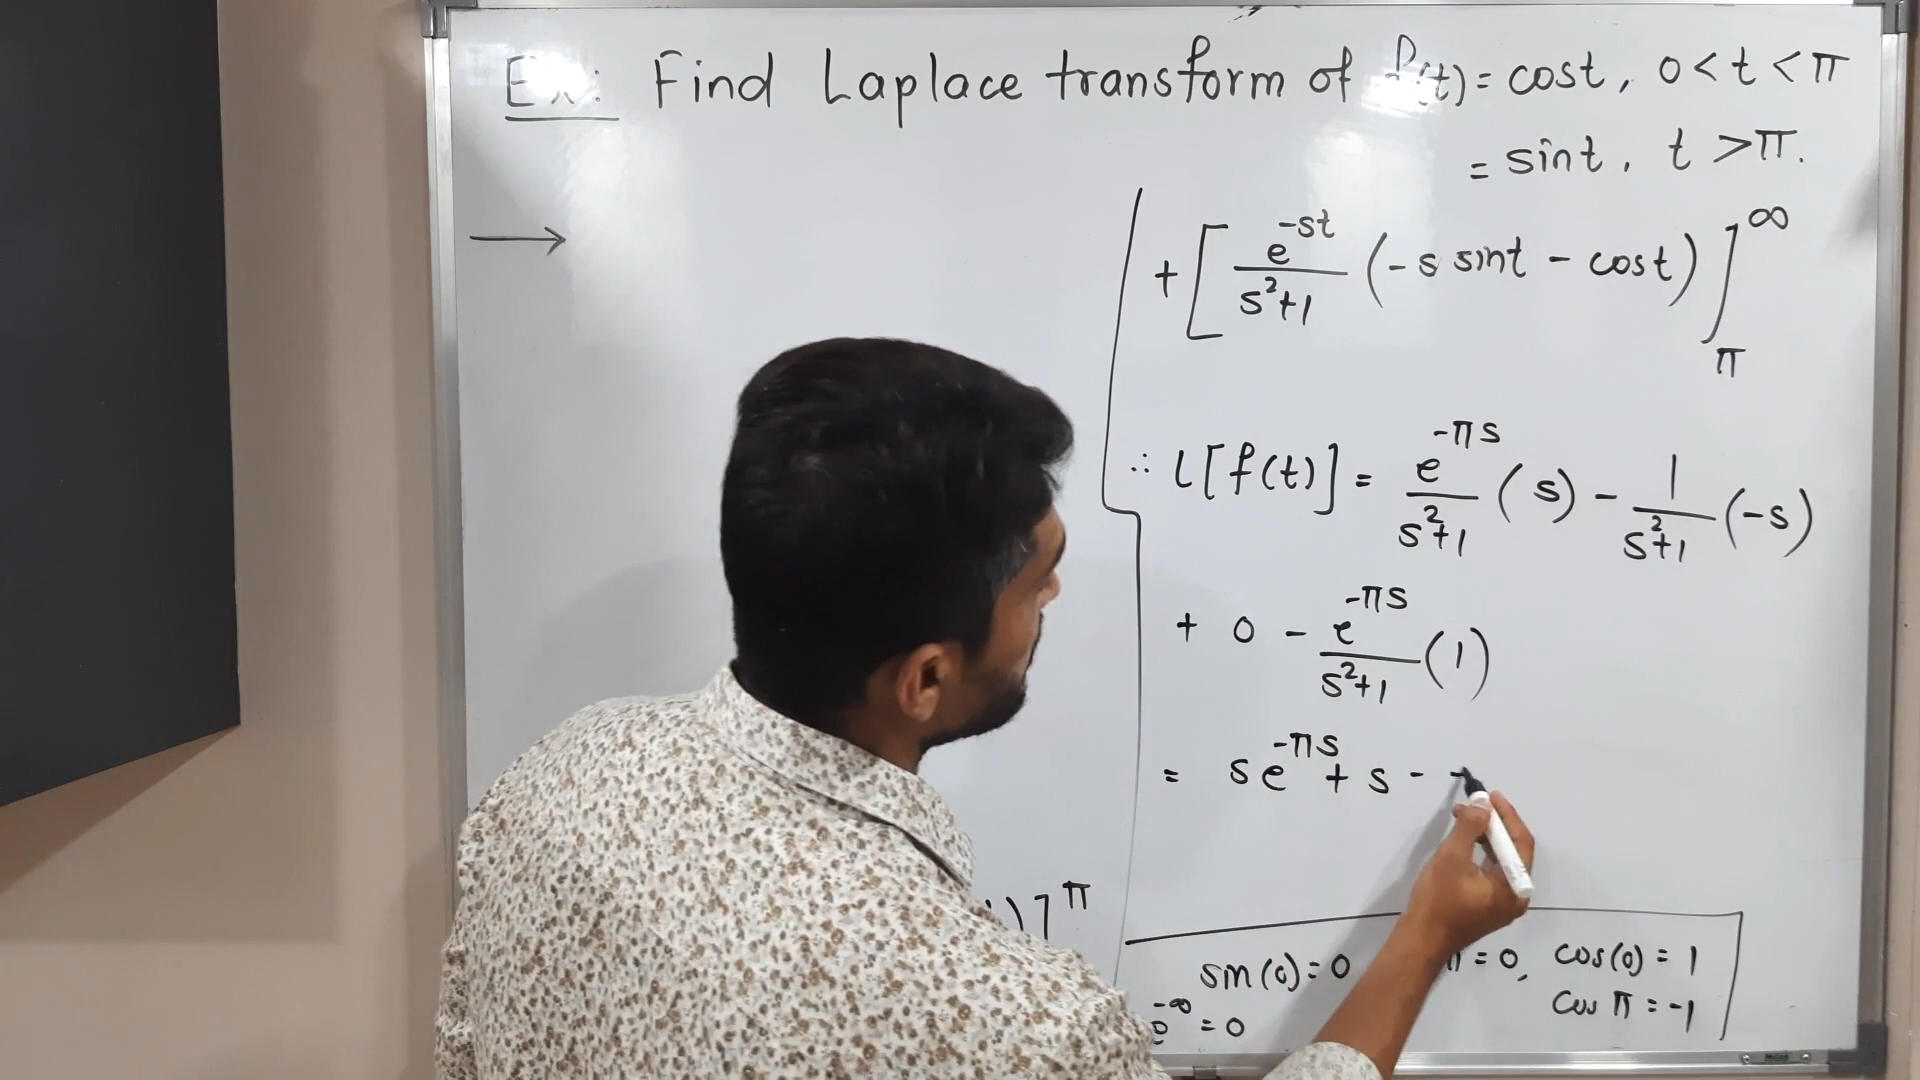 Ex: Find Laplace transform of f(t) = cost, 0 < t < π
= sint, t > π.
+ [ e^{-st} / (s²+1) (-s sint - cost) ]_π^∞
∴ L[f(t)] = e^{-πs} / (s²+1) (s) - 1 / (s²+1) (-s)
+ 0 - e^{-πs} / (s²+1) (1)
= s e^{-πs} + s -
)]^π
sin(0) = 0 π = 0, cos(0) = 1
e^{-∞} = 0 cos π = -1